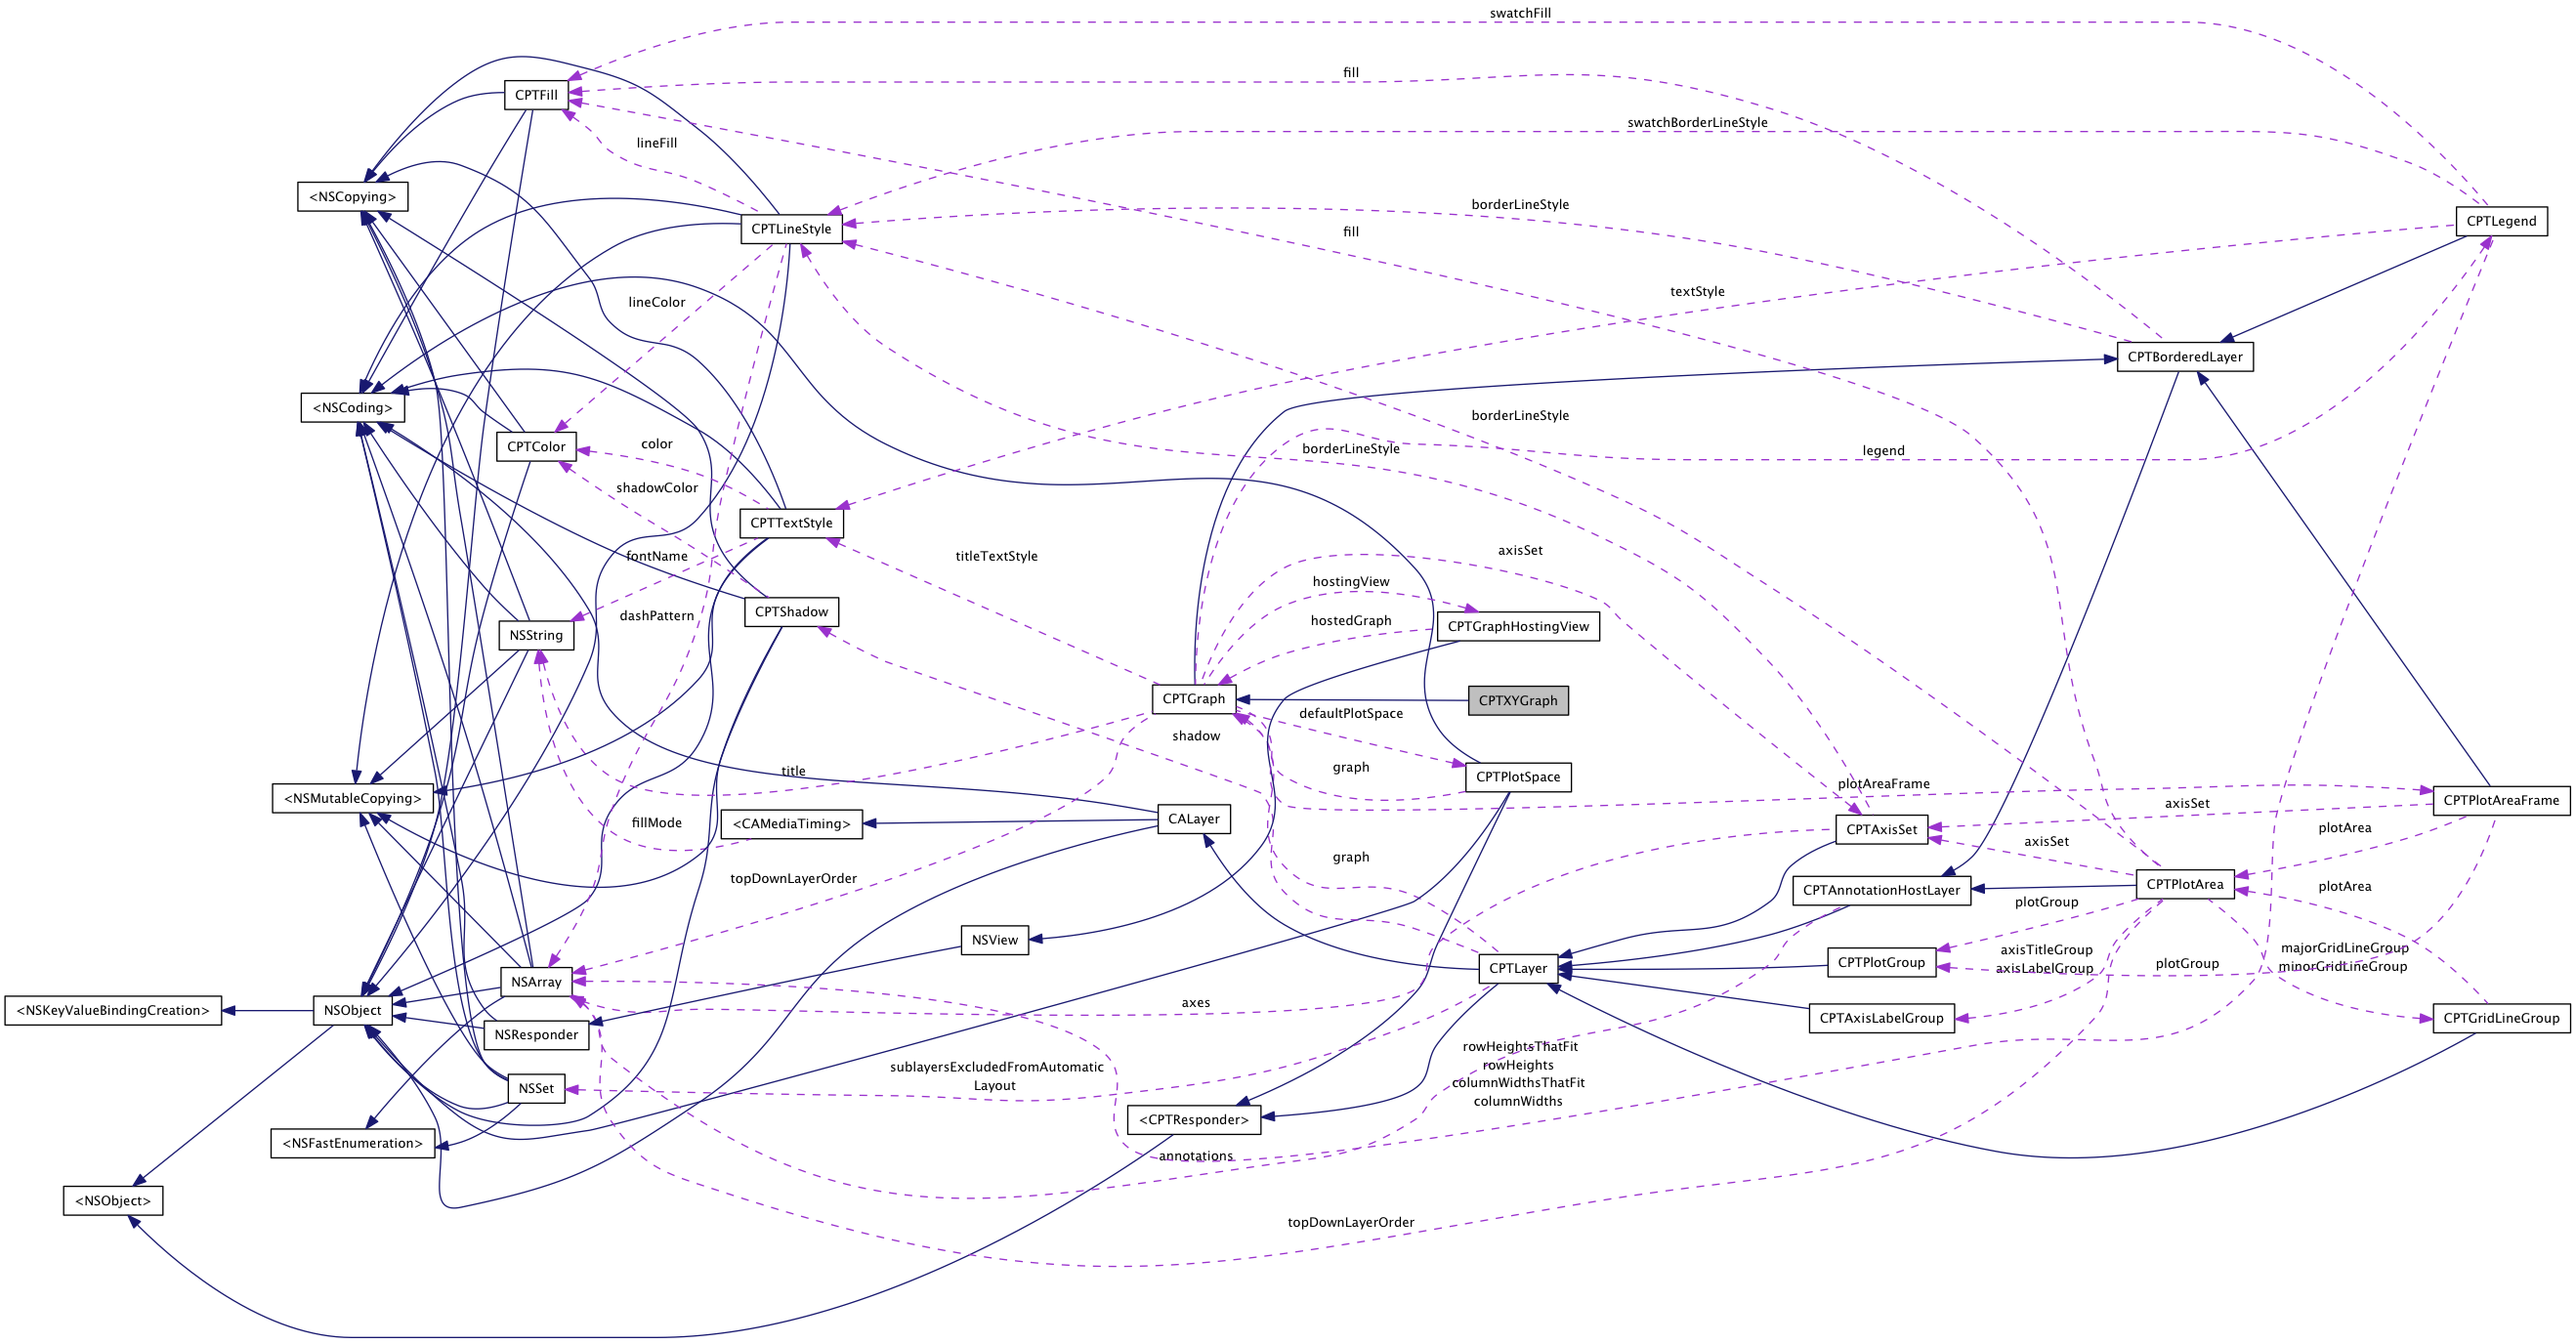 swatchFill
fill
CPTFill
swatchBorderLineStyle
lineFill
<NSCopying>
borderLineStyle
CPTLegend
CPTLineStyle
fill
textStyle
lineColor
CPTBorderedLayer
<NSCoding>
borderLineStyle
CPTColor
color
borderLineStyle
legend
shadowColor
CPTTextStyle
fontName
titleTextStyle
axisSet
hostingView
CPTShadow
dashPattern
hostedGraph
CPTGraphHostingView
NSString
CPTGraph
CPTXYGraph
defaultPlotSpace
shadow
title
graph
CPTPlotSpace
plotAreaFrame
<NSMutableCopying>
CPTPlotAreaFrame
axisSet
fillMode
<CAMediaTiming>
CALayer
CPTAxisSet
plotArea
axisSet
graph
topDownLayerOrder
CPTAnnotationHostLayer
CPTPlotArea
plotArea
plotGroup
NSView
axisTitleGroup
axisLabelGroup
majorGridLineGroup
minorGridLineGroup
plotGroup
CPTPlotGroup
CPTLayer
NSArray
axes
<NSKeyValueBindingCreation>
NSObject
CPTAxisLabelGroup
CPTGridLineGroup
NSResponder
rowHeightsThatFit
rowHeights
columnWidthsThatFit
columnWidths
sublayersExcludedFromAutomatic
Layout
NSSet
<CPTResponder>
<NSFastEnumeration>
annotations
<NSObject>
topDownLayerOrder